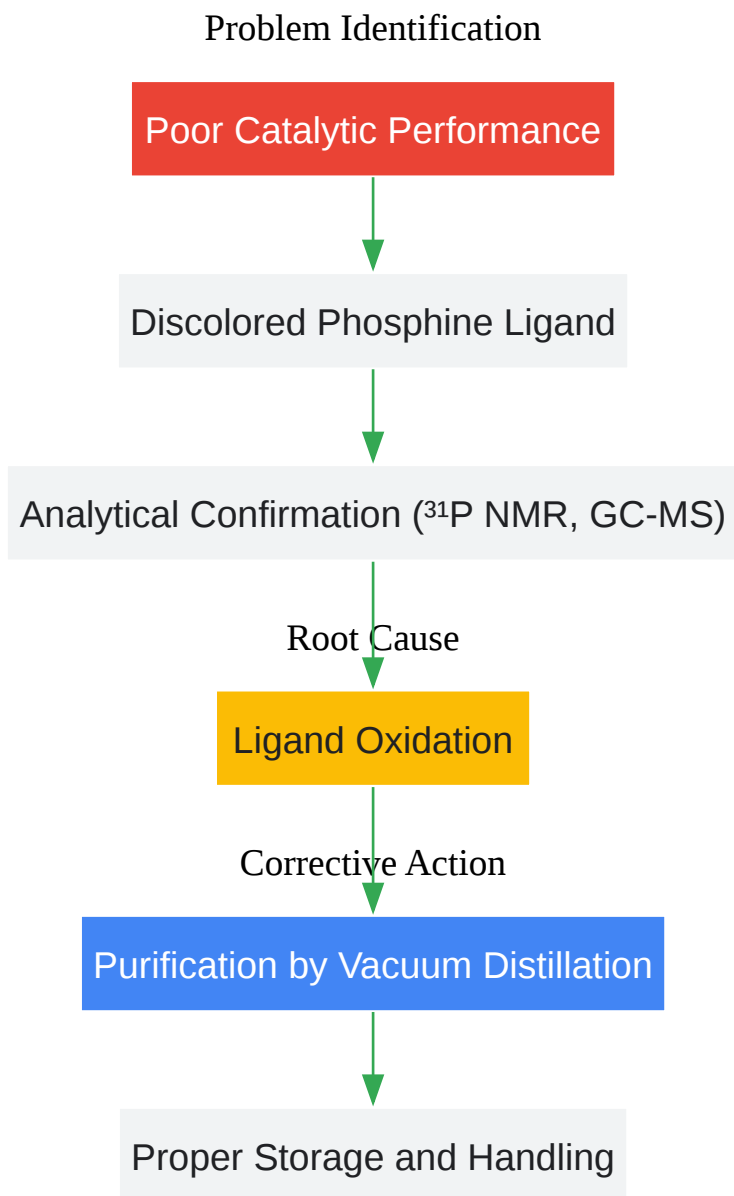 Problem Identification
Poor Catalytic Performance
Discolored Phosphine Ligand
Analytical Confirmation (³¹P NMR, GC-MS)
Root Cause
Ligand Oxidation
Corrective Action
Purification by Vacuum Distillation
Proper Storage and Handling